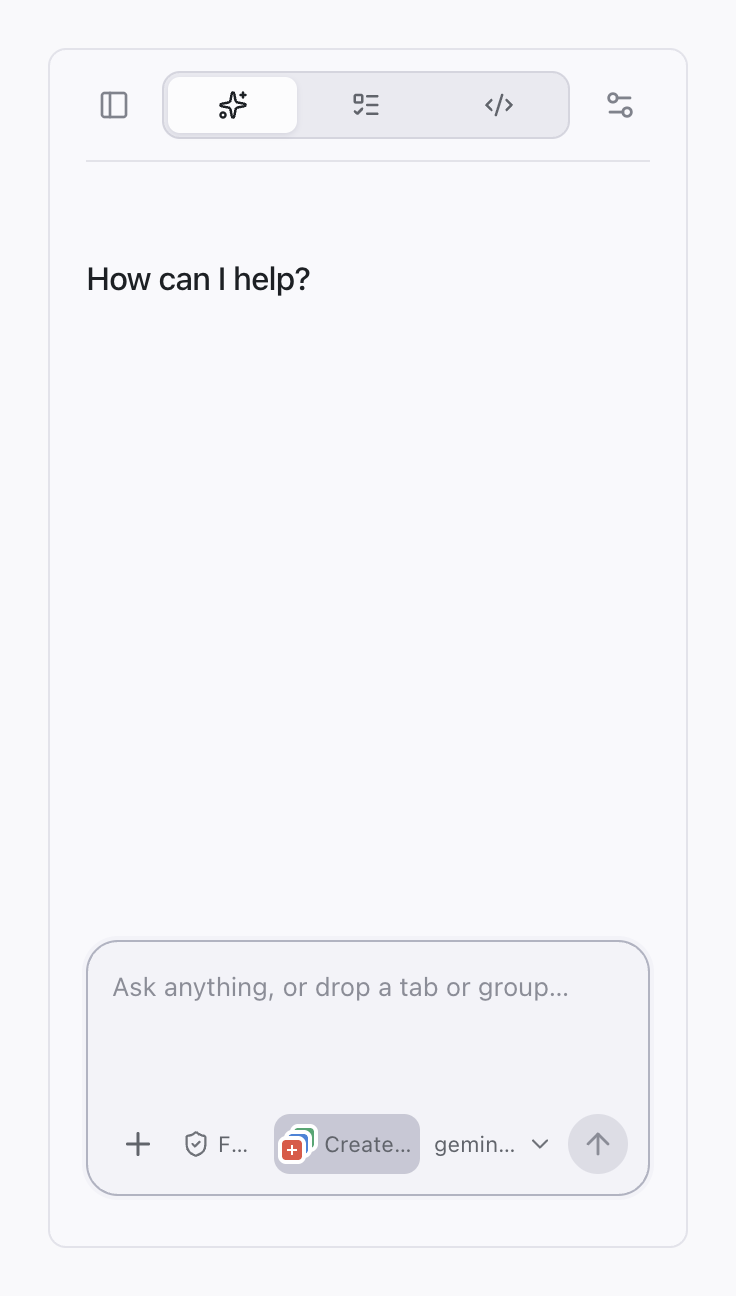 How can I help?
Ask anything, or drop a tab or group...
F...
Create...
gemin...